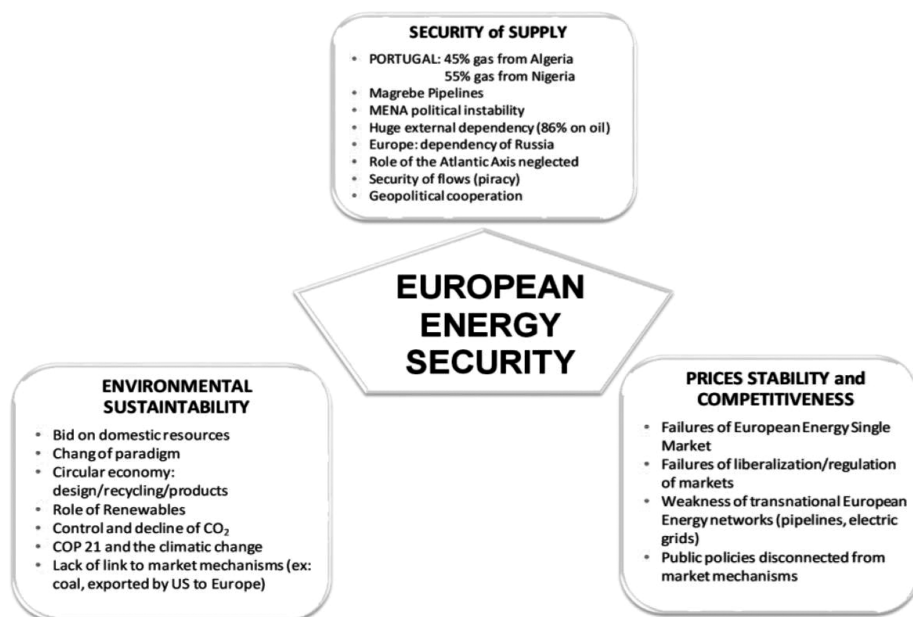 SECURITY of SUPPLY
• PORTUGAL: 45% gas from Algeria
55% gas from Nigeria
• Magrebe Pipelines
• MENA political instability
• Huge external dependency (86% on oil)
• Europe: dependency of Russia
• Role of the Atlantic Axis neglected
• Security of flows (piracy)
• Geopolitical cooperation
EUROPEAN
ENERGY
SECURITY
ENVIRONMENTAL
SUSTAINTABILITY
• Bid on domestic resources
• Chang of paradigm
• Circular economy:
design/recycling/products
• Role of Renewables
• Control and decline of CO₂
• COP 21 and the climatic change
• Lack of link to market mechanisms (ex:
coal, exported by US to Europe)
PRICES STABILITY and
COMPETITIVENESS
• Failures of European Energy Single
Market
• Failures of liberalization/regulation
of markets
• Weakness of transnational European
Energy networks (pipelines, electric
grids)
• Public policies disconnected from
market mechanisms